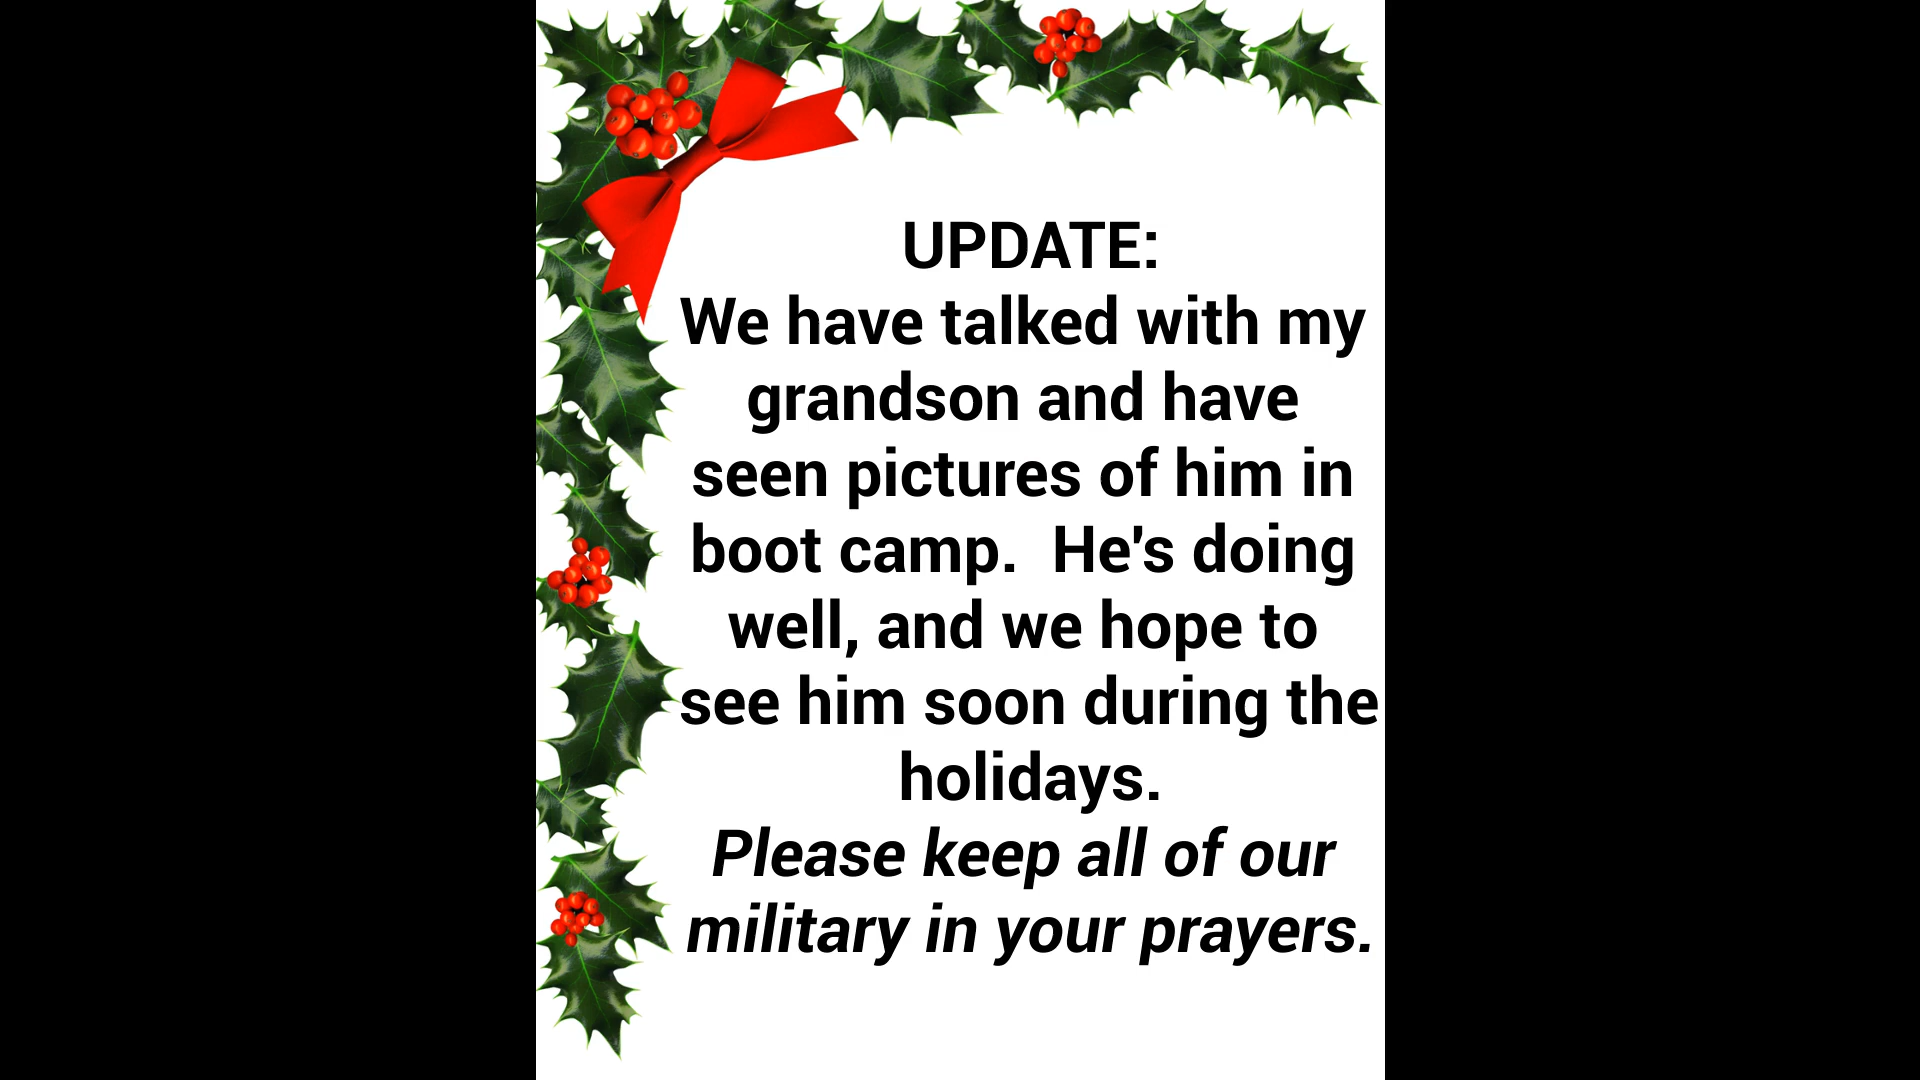 UPDATE:
We have talked with my
grandson and have
seen pictures of him in
boot camp.  He's doing
well, and we hope to
see him soon during the
holidays.
Please keep all of our
military in your prayers.